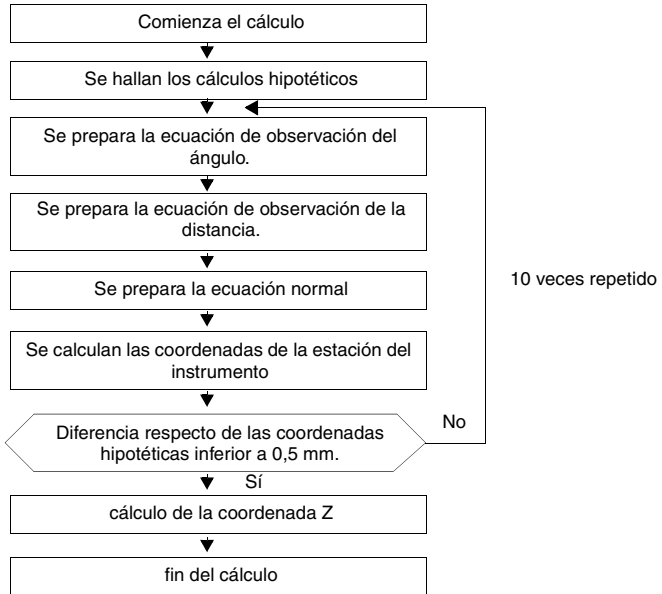 Comienza el cálculo
Se hallan los cálculos hipotéticos
Se prepara la ecuación de observación del
ángulo.
Se prepara la ecuación de observación de la
distancia.
10 veces repetido
Se prepara la ecuación normal
Se calculan las coordenadas de la estación del
instrumento
No
Diferencia respecto de las coordenadas
hipotéticas inferior a 0,5 mm.
Sí
cálculo de la coordenada Z
fin del cálculo